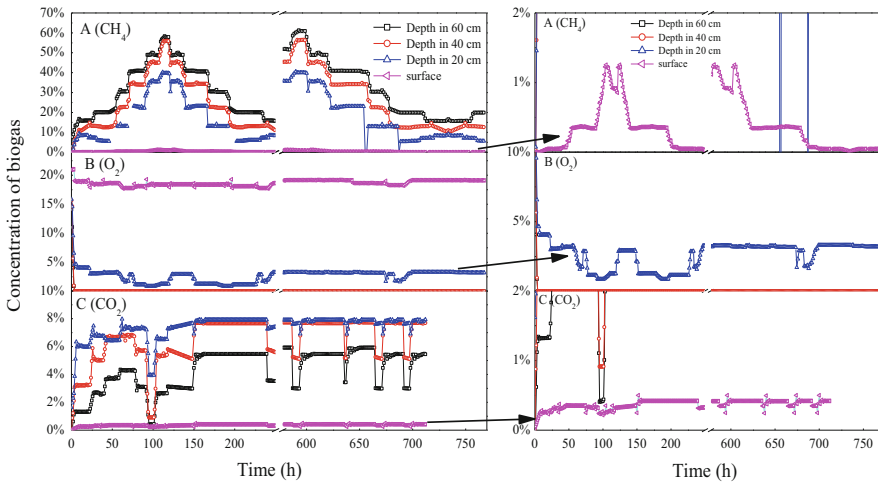 Concentration of biogas
A (CH4)
Depth in 60 cm
Depth in 40 cm
Depth in 20 cm
surface
70%
60%
50%
40%
30%
20%
10%
0%
B (O2)
20%
15%
10%
5%
10%
C (CO2)
8%
6%
4%
2%
0%
0 50 100 150 200 600 650 700 750
Time (h)
A (CH4)
Depth in 60 cm
Depth in 40 cm
Depth in 20 cm
surface
2%
1%
10%
B (O2)
5%
2%
C (CO2)
1%
0%
0 50 100 150 200 600 650 700 750
Time (h)